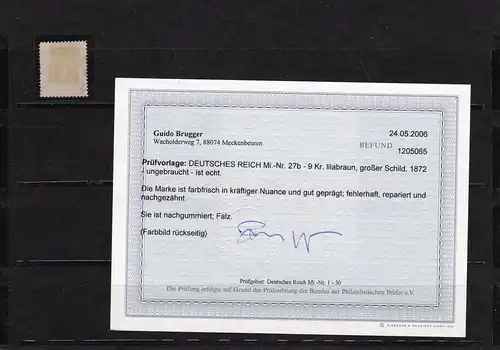 Guido Brugger
Wacholderweg 7, 88074 Meckenbeuren
24.05.2006
BEFUND 1205065
Prüfvorlage: DEUTSCHES REICH Mi.-Nr. 27b - 9 Kr. lilabraun, großer Schild, 1872
- ungebraucht - ist echt.
Die Marke ist farbfrisch in kräftiger Nuance und gut geprägt; fehlerhaft, repariert und
nachgezähnt
Sie ist nachgummiert; Falz.
(Farbbild rückseitig)
Prüfgebiet: Deutsches Reich Mi.-Nr. 1 - 30
Die Prüfung erfolgte auf Grund der Prüfordnung des Bundes der Philatelistischen Prüfer e.V.